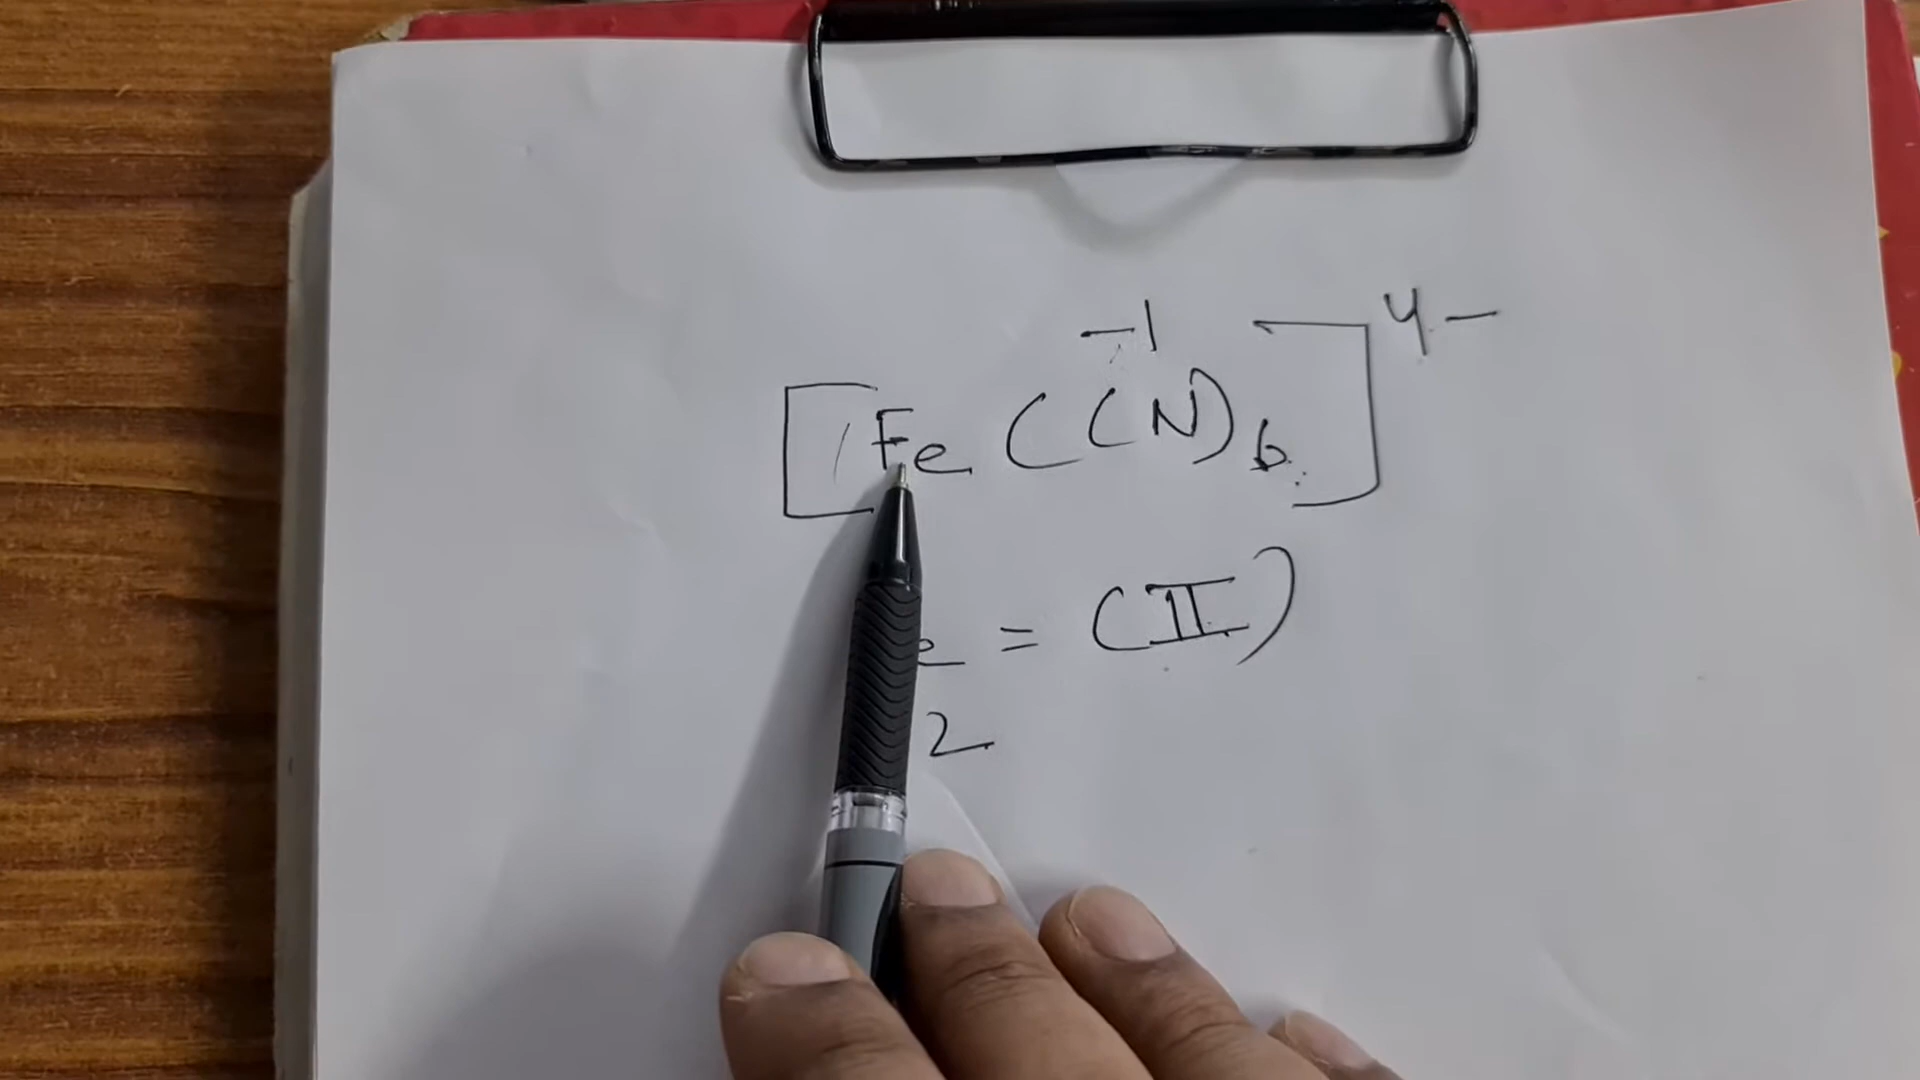 -1
[Fe(CN)6]4-
e = (II)
2